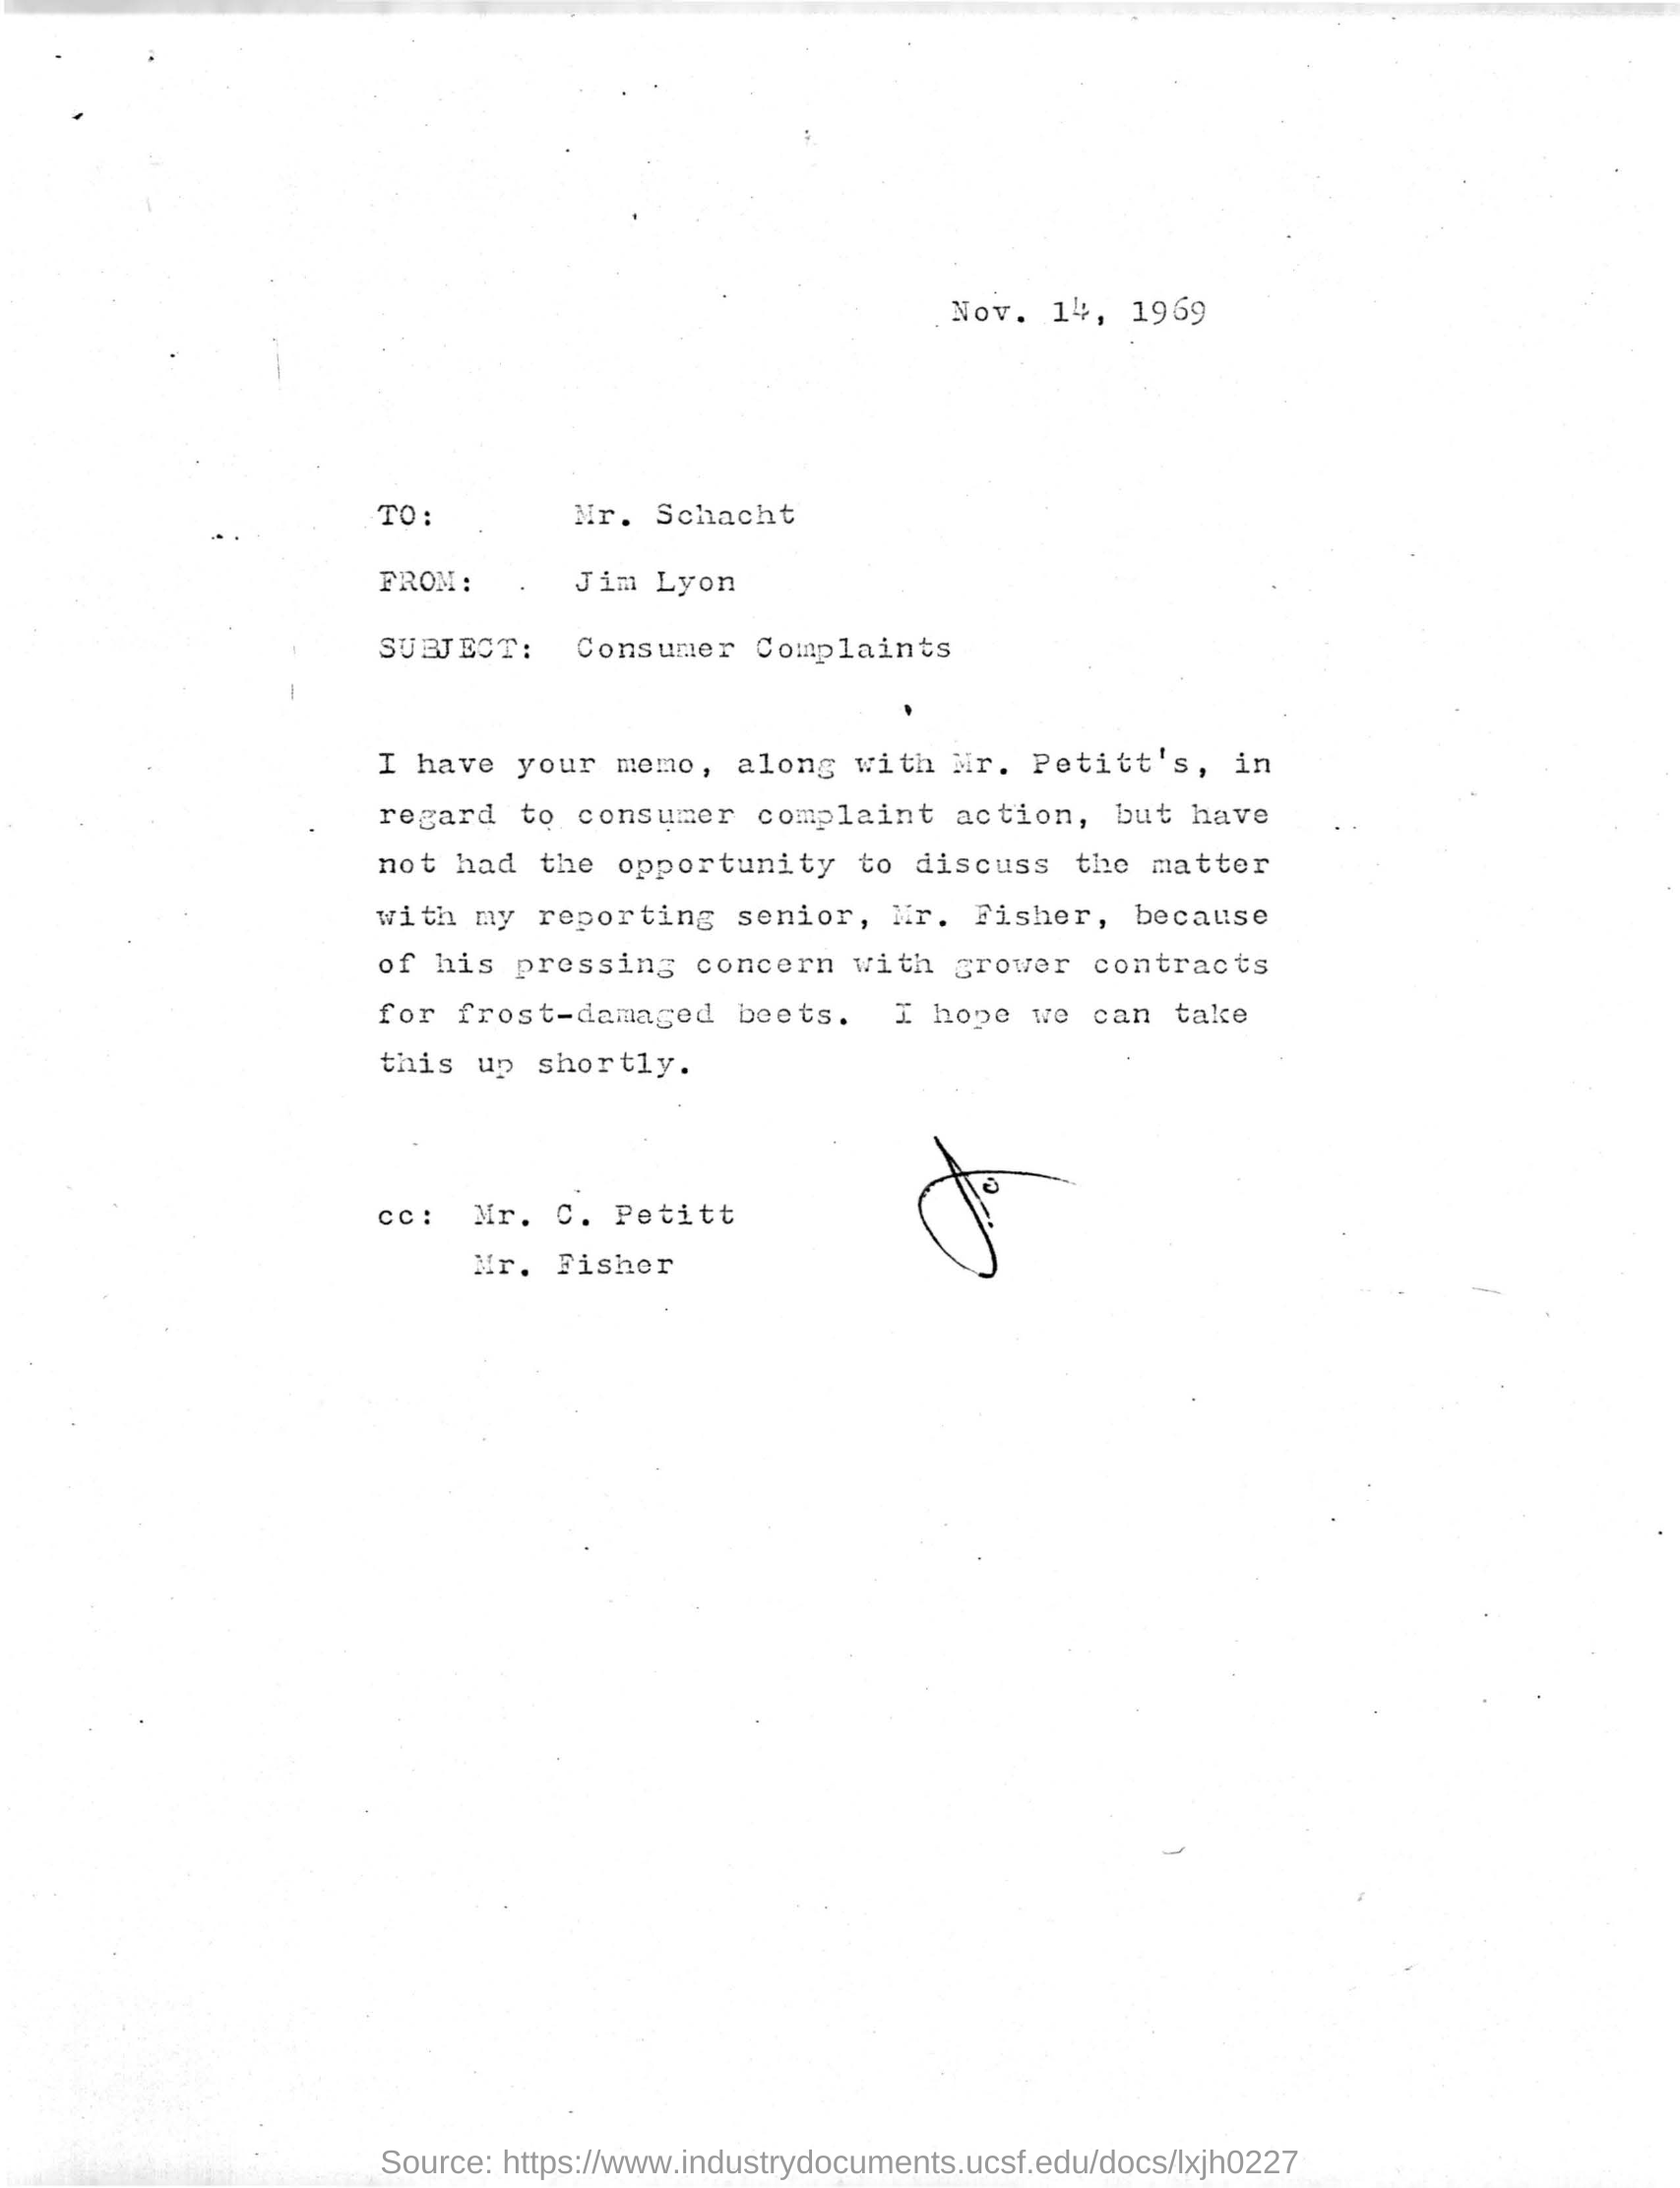 Nov. 14, 1969
TO: Mr. Schacht
FROM: Jim Lyon
SUBJECT: Consumer Complaints
I have your memo, along with Mr. Petitt's, in
regard to consumer complaint action, but have
not had the opportunity to discuss the matter
with my reporting senior, Mr. Fisher, because
of his pressing concern with grower contracts
for frost-damaged beets. I hope we can take
this up shortly.
cc: Mr. C. Petitt
Mr. Fisher
Source: https://www.industrydocuments.ucsf.edu/docs/lxjh0227